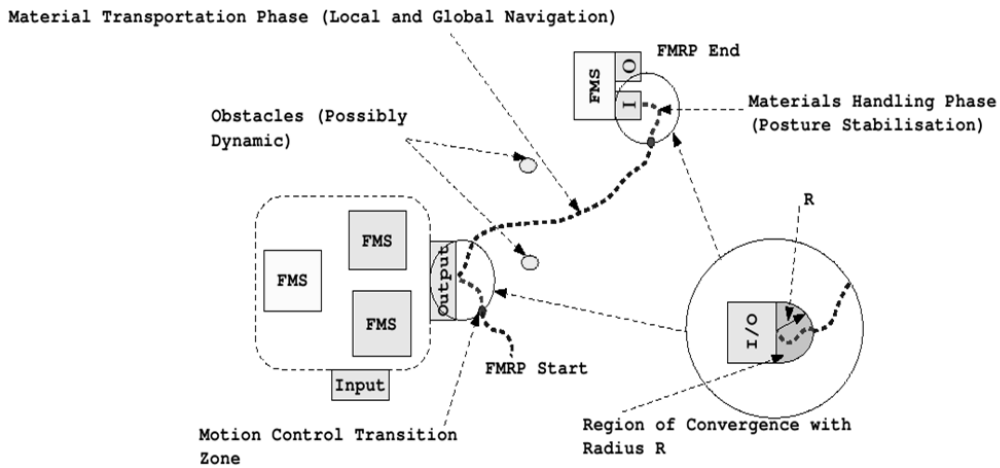 Material Transportation Phase (Local and Global Navigation)
FMRP End
O
FMS
I
Materials Handling Phase
(Posture Stabilisation)
Obstacles (Possibly
Dynamic)
R
FMS
FMS
Output
FMS
I/O
FMRP Start
Input
Motion Control Transition
Zone
Region of Convergence with
Radius R